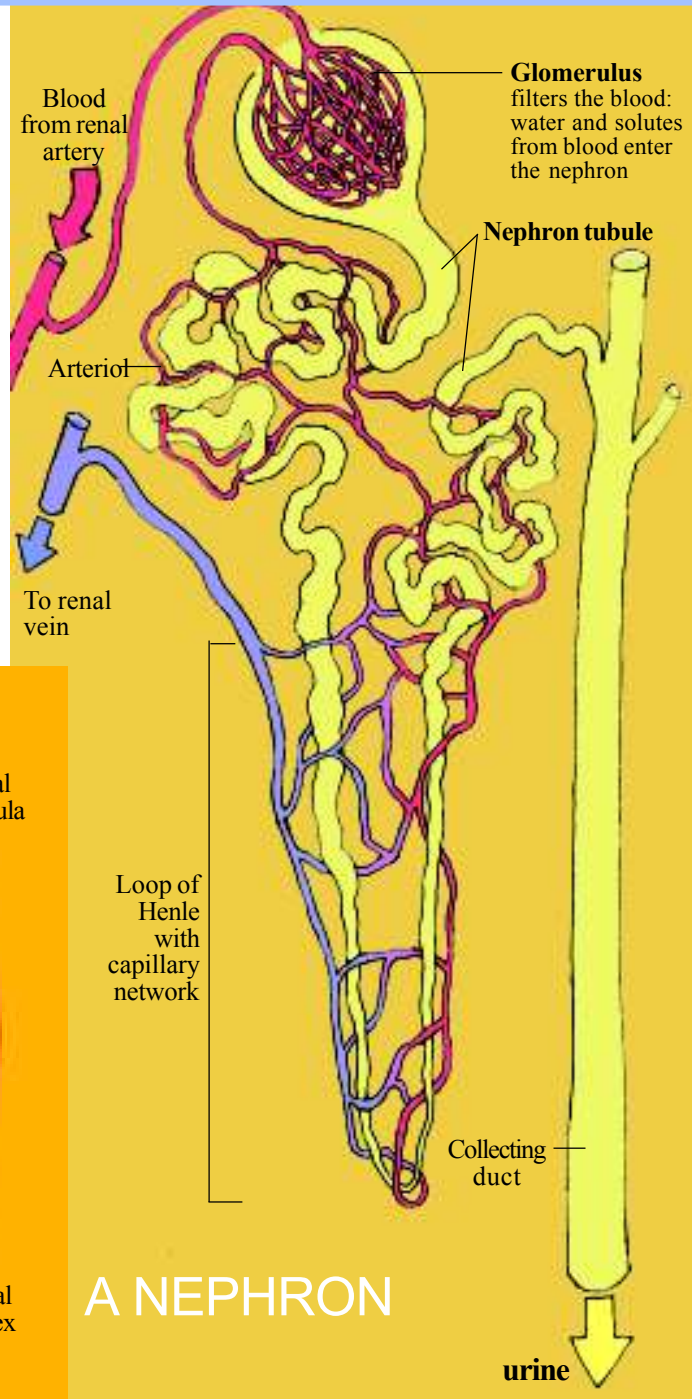 Blood
from renal
artery
Glomerulus
filters the blood:
water and solutes
from blood enter
the nephron
Nephron tubule
Arteriol
To renal
vein
Loop of
Henle
with
capillary
network
Collecting
duct
A NEPHRON
urine